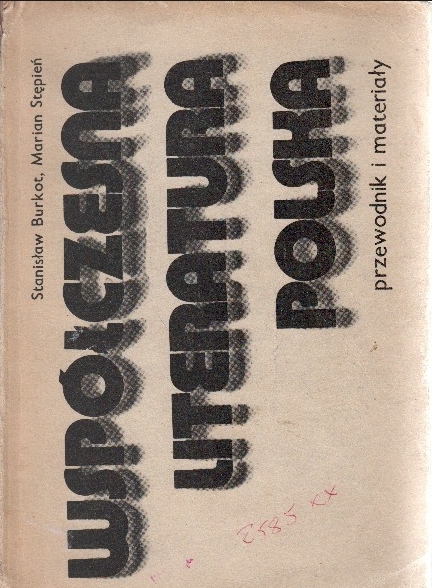 Stanisław Burkot, Marian Stępień
WSPÓŁCZESNA
LITERATURA
POLSKA
przewodnik i materiały